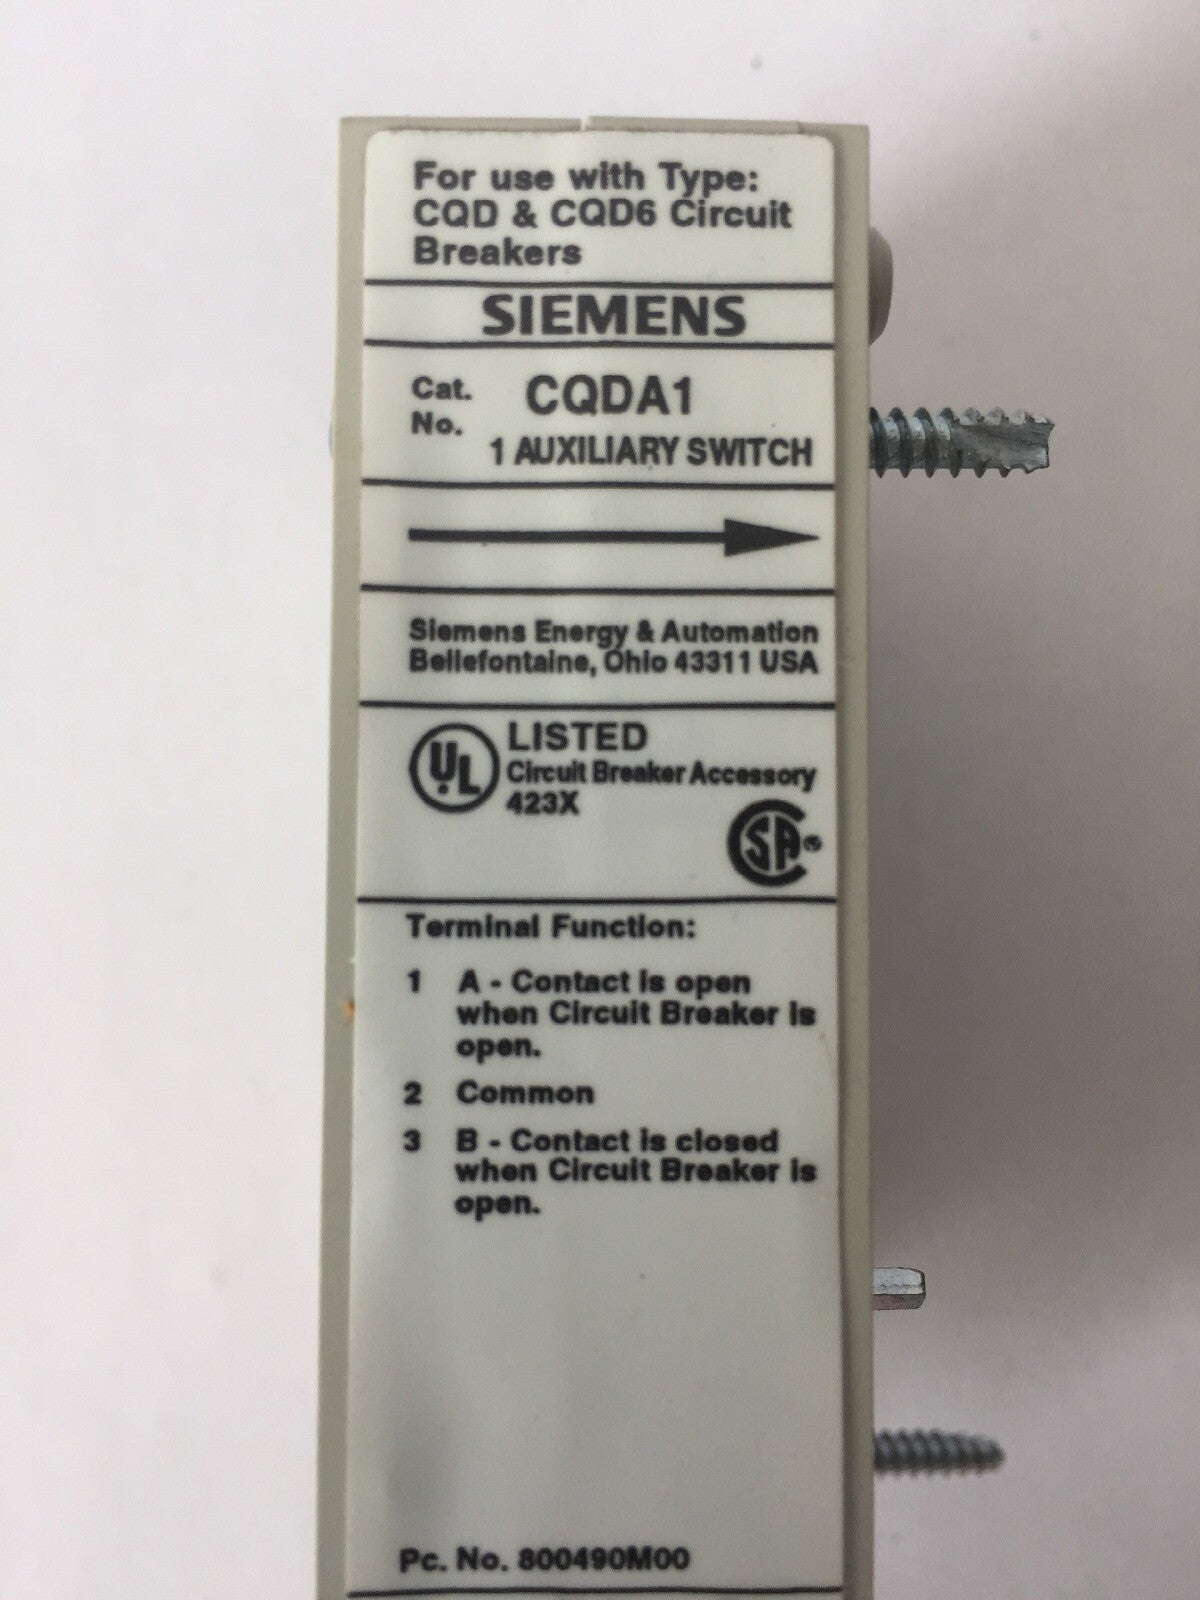 For use with Type:
CQD & CQD6 Circuit
Breakers
SIEMENS
Cat. No. CQDA1
1 AUXILIARY SWITCH
Siemens Energy & Automation
Bellefontaine, Ohio 43311 USA
UL LISTED
Circuit Breaker Accessory
423X
CSA®
Terminal Function:
1 A - Contact is open
when Circuit Breaker is
open.
2 Common
3 B - Contact is closed
when Circuit Breaker is
open.
Pc. No. 800490M00